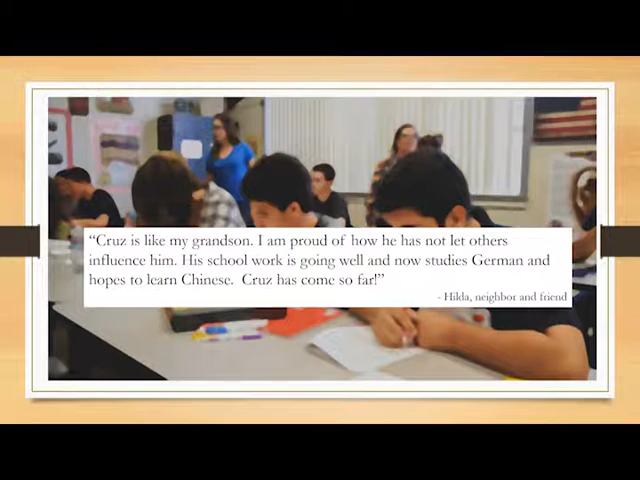 “Cruz is like my grandson. I am proud of how he has not let others
influence him. His school work is going well and now studies German and
hopes to learn Chinese.  Cruz has come so far!”
- Hilda, neighbor and friend